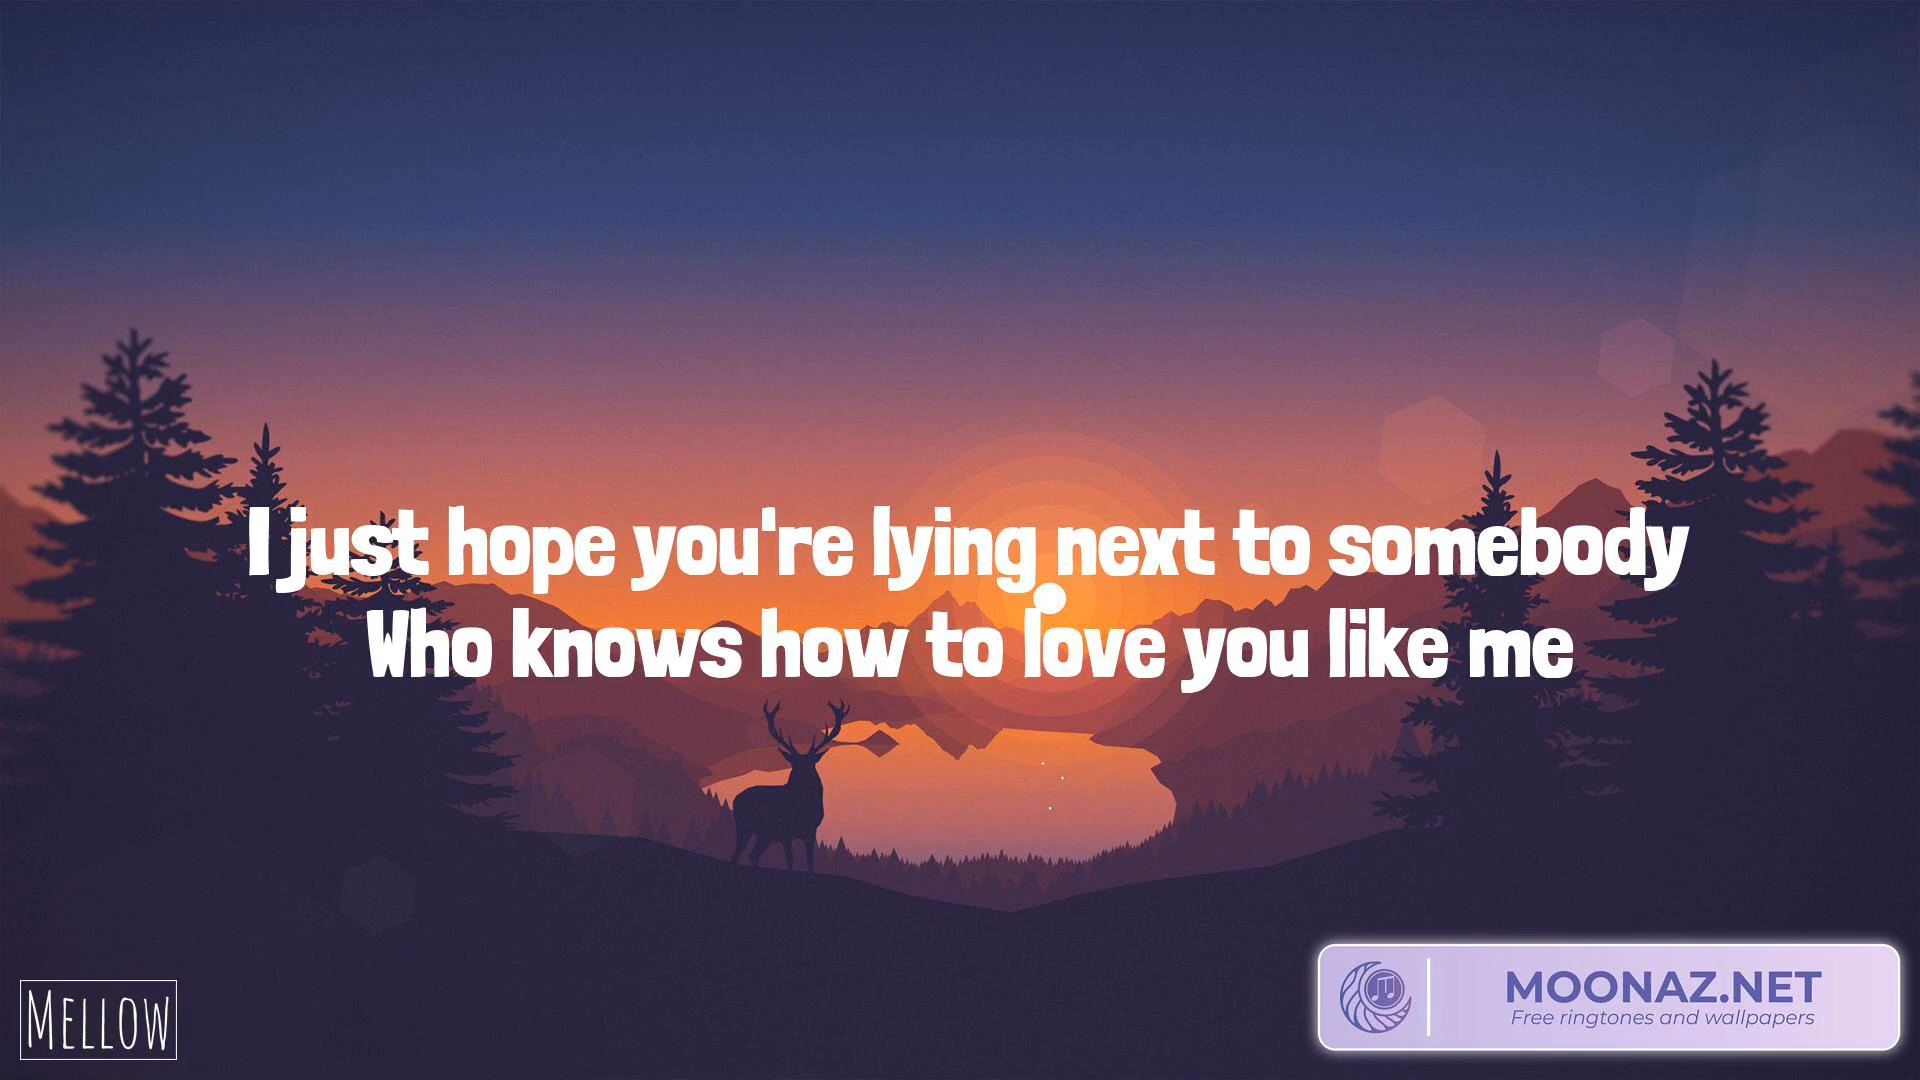 I just hope you're lying next to somebody
Who knows how to love you like me
MELLOW
MOONAZ.NET
Free ringtones and wallpapers